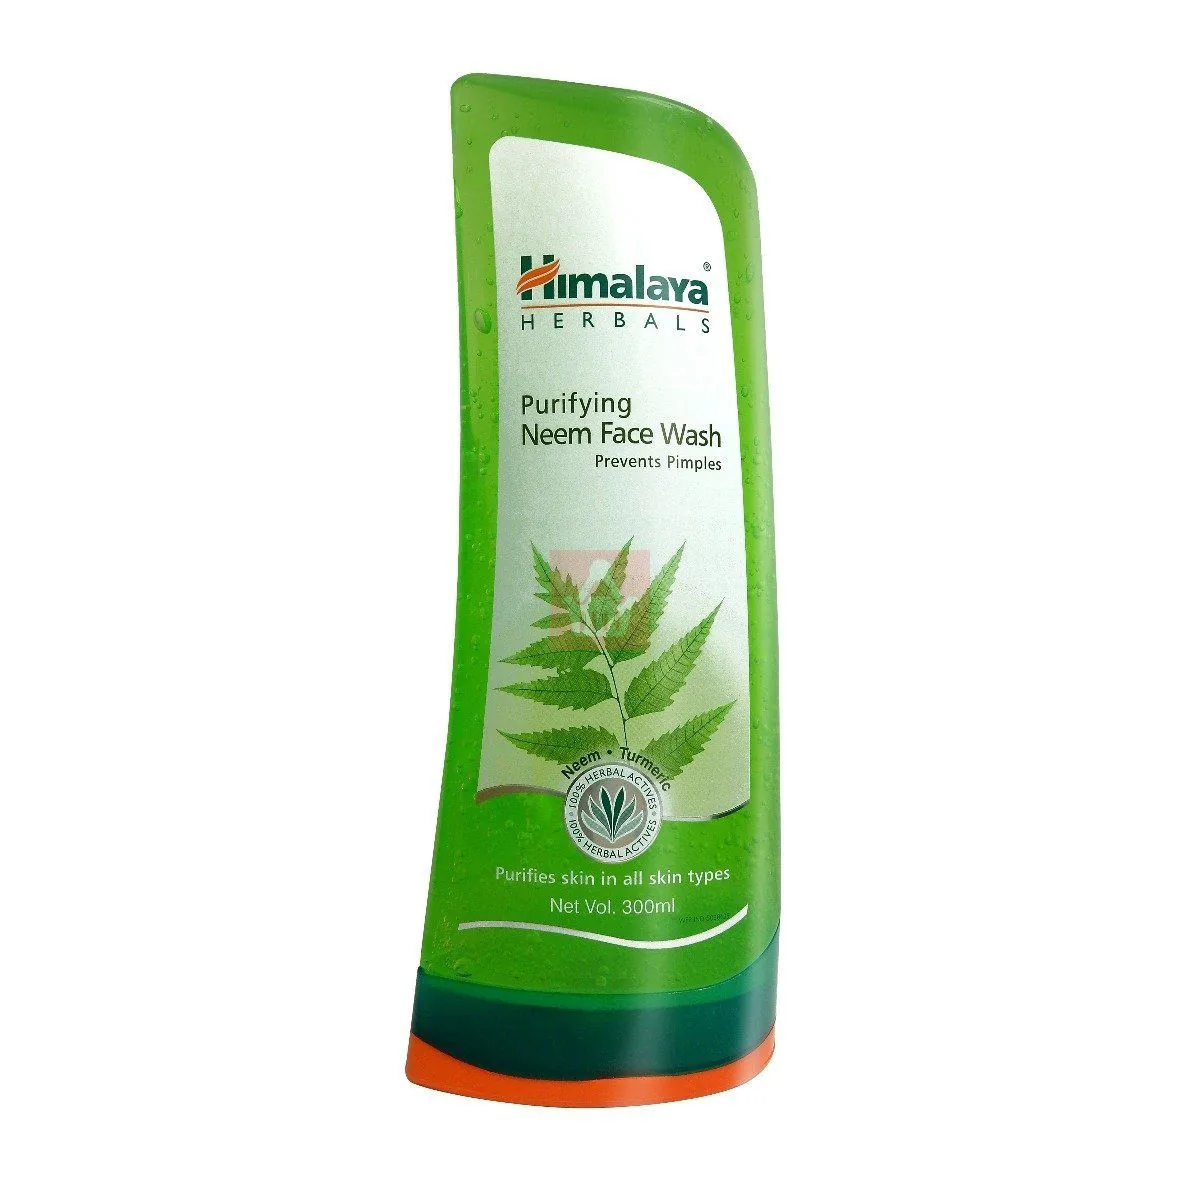 Himalaya®
HERBALS
Purifying
Neem Face Wash
Prevents Pimples
Neem • Turmeric
100% HERBAL ACTIVES • 100% HERBAL ACTIVES •
Purifies skin in all skin types
Net Vol. 300ml